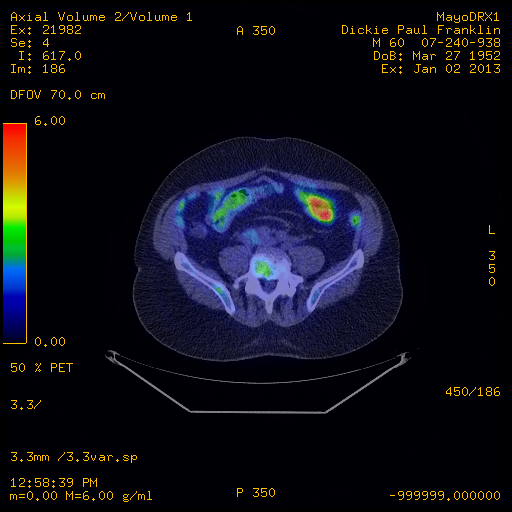 Axial Volume 2/Volume 1
Ex: 21982
Se: 4
I: 617.0
Im: 186
DFOV 70.0 cm
6.00
A 350
MayoDRX1
Dickie Paul Franklin
M 60 07-240-938
DoB: Mar 27 1952
Ex: Jan 02 2013
L
3
5
0
0.00
50 % PET
3.3/
450/186
3.3mm /3.3var.sp
12:58:39 PM
m=0.00 M=6.00 g/ml
P 350
-999999.000000